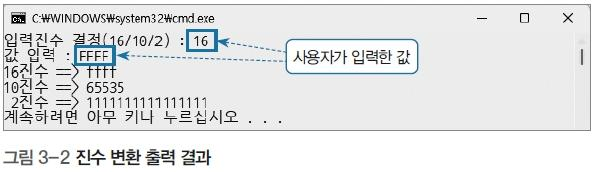 C:₩WINDOWS₩system32₩cmd.exe
입력진수 결정(16/10/2) : 16
값 입력 : FFFF
사용자가 입력한 값
16진수 ==> ffff
10진수 ==> 65535
2진수 ==> 1111111111111111
계속하려면 아무 키나 누르십시오 . . .
그림 3-2 진수 변환 출력 결과